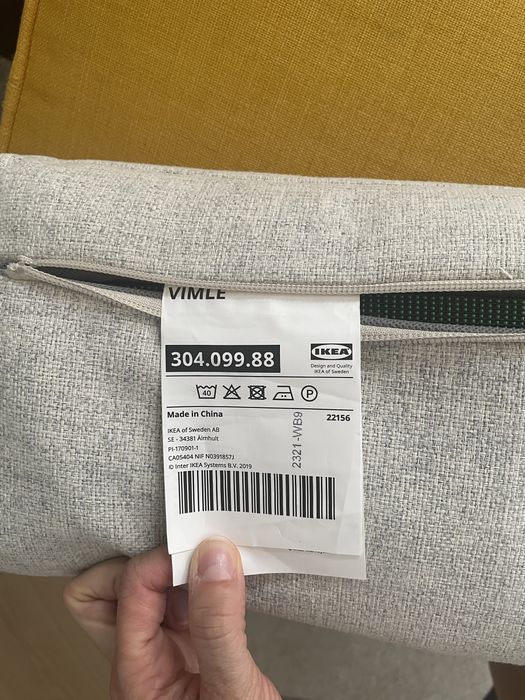 VIMLE
304.099.88
IKEA
Design and Quality
IKEA of Sweden
40
P
Made in China
22156
IKEA of Sweden AB
SE - 34381 Älmhult
PI-170901-1
CA05404 NIF N0391857J
© Inter IKEA Systems B.V. 2019
2321-WB9